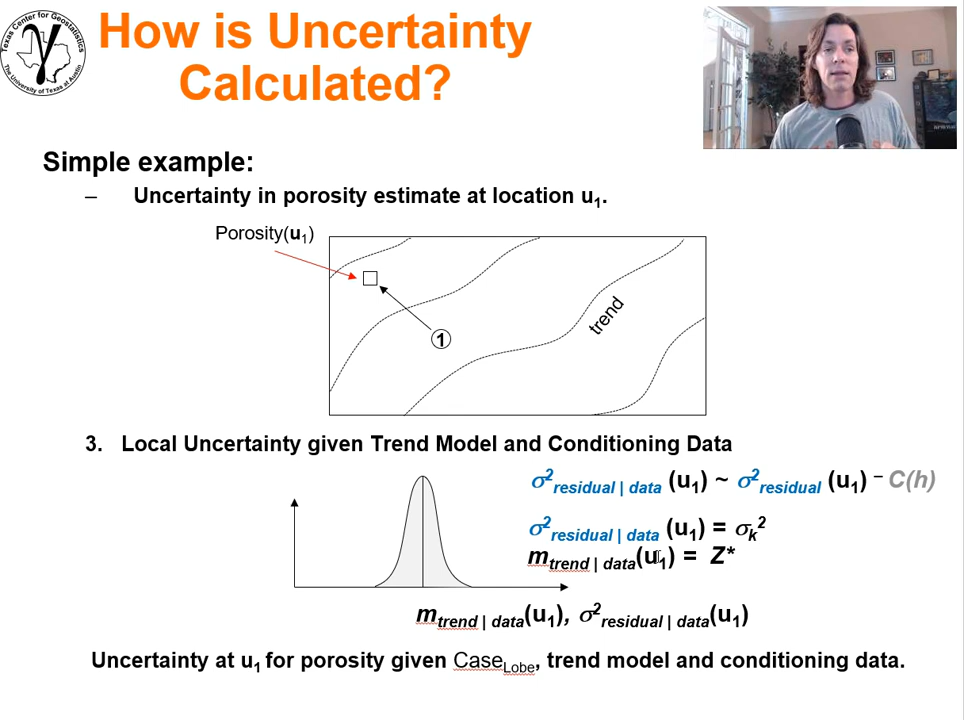 Texas Center for Geostatistics
The University of Texas at Austin
γ
How is Uncertainty
Calculated?
Simple example:
– Uncertainty in porosity estimate at location u₁.
Porosity(u₁)
trend
1
3. Local Uncertainty given Trend Model and Conditioning Data
σ²residual | data (u₁) ~ σ²residual (u₁) – C(h)
σ²residual | data (u₁) = σk²
mtrend | data(u₁) = Z*
mtrend | data(u₁), σ²residual | data(u₁)
Uncertainty at u₁ for porosity given CaseLobe, trend model and conditioning data.